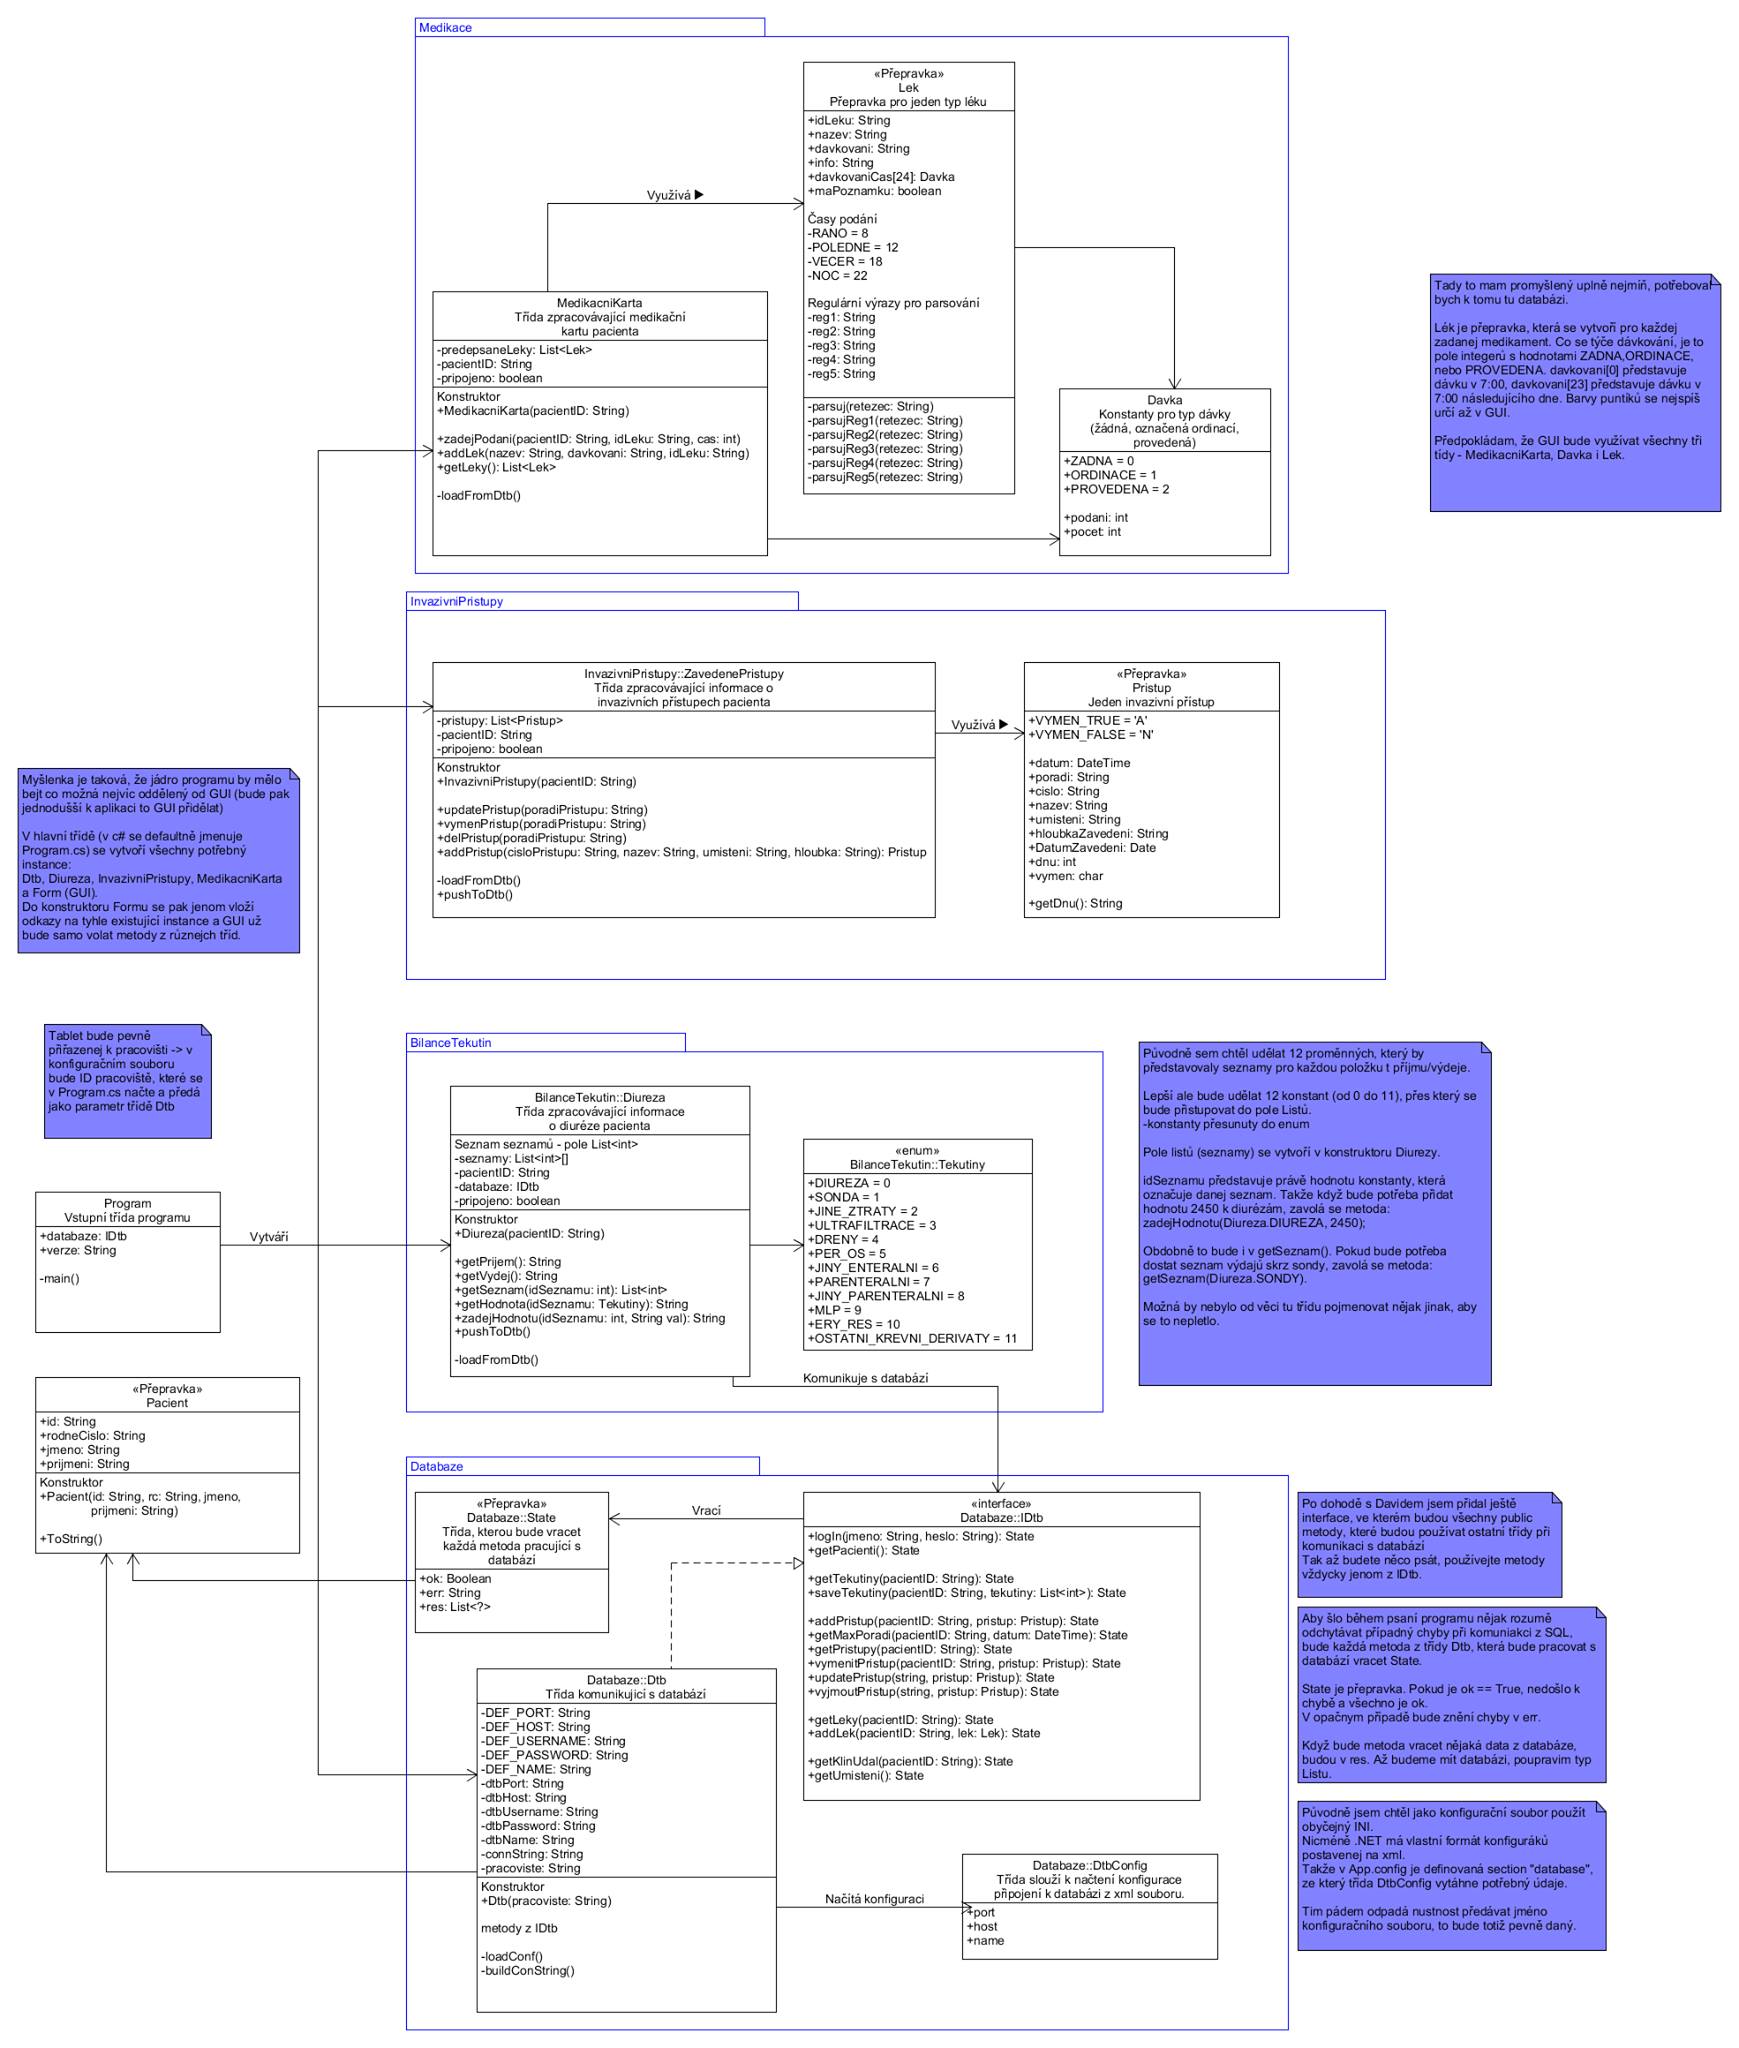 Medikace
«Přepravka»
Lek
Přepravka pro jeden typ léku
+idLeku: String
+nazev: String
+davkovani: String
+info: String
+davkovaniCas[24]: Davka
+maPoznamku: boolean
Časy podání
-RANO = 8
-POLEDNE = 12
-VECER = 18
-NOC = 22
Regulární výrazy pro parsování
-reg1: String
-reg2: String
-reg3: String
-reg4: String
-reg5: String
-parsuj(retezec: String)
-parsujReg1(retezec: String)
-parsujReg2(retezec: String)
-parsujReg3(retezec: String)
-parsujReg4(retezec: String)
-parsujReg5(retezec: String)
Využívá ▶
MedikacniKarta
Třída zpracovávající medikační
kartu pacienta
-predepsaneLeky: List<Lek>
-pacientID: String
-pripojeno: boolean
Konstruktor
+MedikacniKarta(pacientID: String)
+zadejPodani(pacientID: String, idLeku: String, cas: int)
+addLek(nazev: String, davkovani: String, idLeku: String)
+getLeky(): List<Lek>
-loadFromDtb()
Davka
Konstanty pro typ dávky
(žádná, označená ordinací,
provedená)
+ZADNA = 0
+ORDINACE = 1
+PROVEDENA = 2
+podani: int
+pocet: int
Tady to mam promyšlený uplně nejmíň, potřeboval
bych k tomu tu databázi.
Lék je přepravka, která se vytvoří pro každej
zadanej medikament. Co se týče dávkování, je to
pole integerů s hodnotami ZADNA,ORDINACE,
nebo PROVEDENA. davkovani[0] představuje
dávku v 7:00, davkovani[23] představuje dávku v
7:00 následujícího dne. Barvy puntíků se nejspíš
určí až v GUI.
Předpokládam, že GUI bude využívat všechny tři
tídy - MedikacniKarta, Davka i Lek.
InvazivniPristupy
InvazivniPristupy::ZavedenePristupy
Třída zpracovávající informace o
invazivních přístupech pacienta
-pristupy: List<Pristup>
-pacientID: String
-pripojeno: boolean
Konstruktor
+InvazivniPristupy(pacientID: String)
+updatePristup(poradiPristupu: String)
+vymenPristup(poradiPristupu: String)
+delPristup(poradiPristupu: String)
+addPristup(cisloPristupu: String, nazev: String, umisteni: String, hloubka: String): Pristup
-loadFromDtb()
+pushToDtb()
Využívá ▶
«Přepravka»
Pristup
Jeden invazivní přístup
+VYMEN_TRUE = 'A'
+VYMEN_FALSE = 'N'
+datum: DateTime
+poradi: String
+cislo: String
+nazev: String
+umisteni: String
+hloubkaZavedeni: String
+DatumZavedeni: Date
+dnu: int
+vymen: char
+getDnu(): String
Myšlenka je taková, že jádro programu by mělo
bejt co možná nejvíc oddělený od GUI (bude pak
jednodušší k aplikaci to GUI přidělat)
V hlavní třídě (v c# se defaultně jmenuje
Program.cs) se vytvoří všechny potřebný
instance:
Dtb, Diureza, InvazivniPristupy, MedikacniKarta
a Form (GUI).
Do konstruktoru Formu se pak jenom vloží
odkazy na tyhle existující instance a GUI už
bude samo volat metody z různejch tříd.
Tablet bude pevně
přiřazenej k pracovišti -> v
konfiguračním souboru
bude ID pracoviště, které se
v Program.cs načte a předá
jako parametr třídě Dtb
BilanceTekutin
BilanceTekutin::Diureza
Třída zpracovávající informace
o diuréze pacienta
Seznam seznamů - pole List<int>
-seznamy: List<int>[]
-pacientID: String
-databaze: IDtb
-pripojeno: boolean
Konstruktor
+Diureza(pacientID: String)
+getPrijem(): String
+getVydej(): String
+getSeznam(idSeznamu: int): List<int>
+getHodnota(idSeznamu: Tekutiny): String
+zadejHodnotu(idSeznamu: int, String val): String
+pushToDtb()
-loadFromDtb()
«enum»
BilanceTekutin::Tekutiny
+DIUREZA = 0
+SONDA = 1
+JINE_ZTRATY = 2
+ULTRAFILTRACE = 3
+DRENY = 4
+PER_OS = 5
+JINY_ENTERALNI = 6
+PARENTERALNI = 7
+JINY_PARENTERALNI = 8
+MLP = 9
+ERY_RES = 10
+OSTATNI_KREVNI_DERIVATY = 11
Původně sem chtěl udělat 12 proměnných, který by
představovaly seznamy pro každou položku t příjmu/výdeje.
Lepší ale bude udělat 12 konstant (od 0 do 11), přes který se
bude přistupovat do pole Listů.
-konstanty přesunuty do enum
Pole listů (seznamy) se vytvoří v konstruktoru Diurezy.
idSeznamu představuje právě hodnotu konstanty, která
označuje danej seznam. Takže když bude potřeba přidat
hodnotu 2450 k diurézám, zavolá se metoda:
zadejHodnotu(Diureza.DIUREZA, 2450);
Obdobně to bude i v getSeznam(). Pokud bude potřeba
dostat seznam výdajů skrz sondy, zavolá se metoda:
getSeznam(Diureza.SONDY).
Možná by nebylo od věci tu třídu pojmenovat nějak jinak, aby
se to nepletlo.
Program
Vstupní třída programu
+databaze: IDtb
+verze: String
-main()
Vytváří
«Přepravka»
Pacient
+id: String
+rodneCislo: String
+jmeno: String
+prijmeni: String
Konstruktor
+Pacient(id: String, rc: String, jmeno,
prijmeni: String)
+ToString()
Komunikuje s databází
Databaze
«Přepravka»
Databaze::State
Třída, kterou bude vracet
každá metoda pracující s
databází
+ok: Boolean
+err: String
+res: List<?>
Vrací
«interface»
Databaze::IDtb
+logIn(jmeno: String, heslo: String): State
+getPacienti(): State
+getTekutiny(pacientID: String): State
+saveTekutiny(pacientID: String, tekutiny: List<int>): State
+addPristup(pacientID: String, pristup: Pristup): State
+getMaxPoradi(pacientID: String, datum: DateTime): State
+getPristupy(pacientID: String): State
+vymenitPristup(pacientID: String, pristup: Pristup): State
+updatePristup(string, pristup: Pristup): State
+vyjmoutPristup(string, pristup: Pristup): State
+getLeky(pacientID: String): State
+addLek(pacientID: String, lek: Lek): State
+getKlinUdal(pacientID: String): State
+getUmisteni(): State
Databaze::Dtb
Třída komunikující s databází
-DEF_PORT: String
-DEF_HOST: String
-DEF_USERNAME: String
-DEF_PASSWORD: String
-DEF_NAME: String
-dtbPort: String
-dtbHost: String
-dtbUsername: String
-dtbPassword: String
-dtbName: String
-connString: String
-pracoviste: String
Konstruktor
+Dtb(pracoviste: String)
metody z IDtb
-loadConf()
-buildConString()
Načítá konfiguraci
Databaze::DtbConfig
Třída slouží k načtení konfigurace
připojení k databázi z xml souboru.
+port
+host
+name
Po dohodě s Davidem jsem přidal ještě
interface, ve kterém budou všechny public
metody, které budou používat ostatní třídy při
komunikaci s databází
Tak až budete něco psát, používejte metody
vždycky jenom z IDtb.
Aby šlo během psaní programu nějak rozumě
odchytávat případný chyby při komuniakci z SQL,
bude každá metoda z třídy Dtb, která bude pracovat s
databází vracet State.
State je přepravka. Pokud je ok == True, nedošlo k
chybě a všechno je ok.
V opačnym případě bude znění chyby v err.
Když bude metoda vracet nějaká data z databáze,
budou v res. Až budeme mít databázi, poupravim typ
Listu.
Původně jsem chtěl jako konfigurační soubor použít
obyčejný INI.
Nicméně .NET má vlastní formát konfiguráků
postavenej na xml.
Takže v App.config je definovaná section "database",
ze který třída DtbConfig vytáhne potřebný údaje.
Tim pádem odpadá nustnost předávat jméno
konfiguračního souboru, to bude totiž pevně daný.